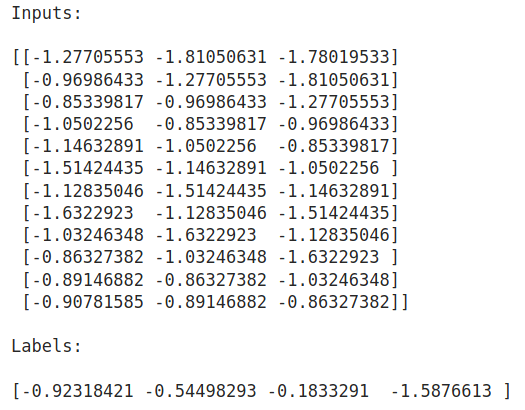 Inputs:
[[-1.27705553 -1.81050631 -1.78019533]
[-0.96986433 -1.27705553 -1.81050631]
[-0.85339817 -0.96986433 -1.27705553]
[-1.0502256  -0.85339817 -0.96986433]
[-1.14632891 -1.0502256  -0.85339817]
[-1.51424435 -1.14632891 -1.0502256 ]
[-1.12835046 -1.51424435 -1.14632891]
[-1.6322923  -1.12835046 -1.51424435]
[-1.03246348 -1.6322923  -1.12835046]
[-0.86327382 -1.03246348 -1.6322923 ]
[-0.89146882 -0.86327382 -1.03246348]
[-0.90781585 -0.89146882 -0.86327382]]
Labels:
[-0.92318421 -0.54498293 -0.1833291  -1.5876613 ]